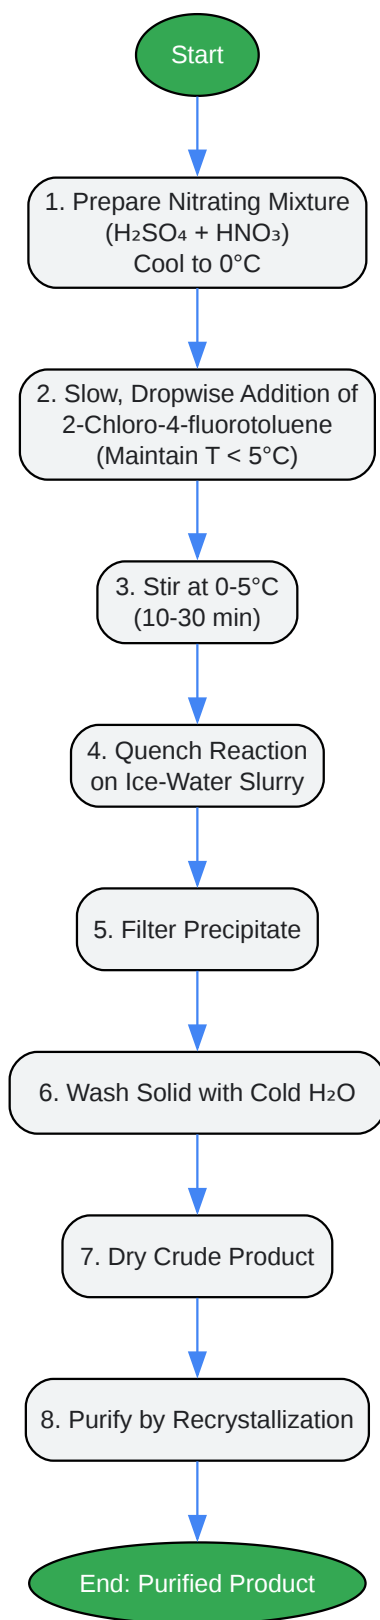 Start
1. Prepare Nitrating Mixture
(H₂SO₄ + HNO₃)
Cool to 0°C
2. Slow, Dropwise Addition of
2-Chloro-4-fluorotoluene
(Maintain T < 5°C)
3. Stir at 0-5°C
(10-30 min)
4. Quench Reaction
on Ice-Water Slurry
5. Filter Precipitate
6. Wash Solid with Cold H₂O
7. Dry Crude Product
8. Purify by Recrystallization
End: Purified Product